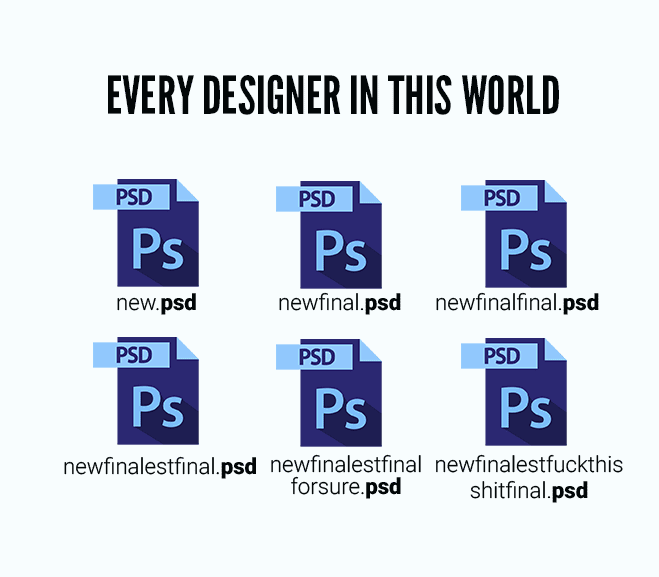 EVERY DESIGNER IN THIS WORLD
PSD PSD PSD
Ps Ps Ps
new.psd newfinal.psd newfinalfinal.psd
PSD PSD PSD
Ps Ps Ps
newfinalestfinal.psd newfinalestfinal newfinalestfuckthis
forsure.psd shitfinal.psd